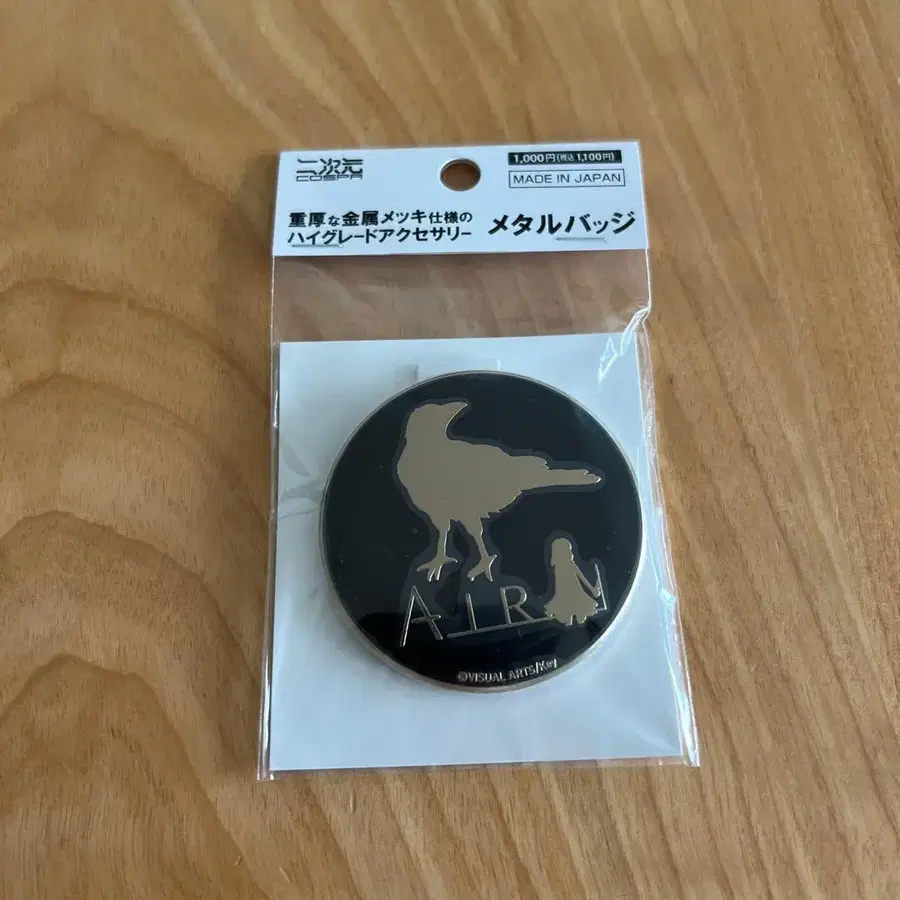 二次元
COSPA
1,000円(税込1,100円)
MADE IN JAPAN
重厚な金属メッキ仕様の
ハイグレードアクセサリー
メタルバッジ
AIR
©VISUAL ARTS/Key